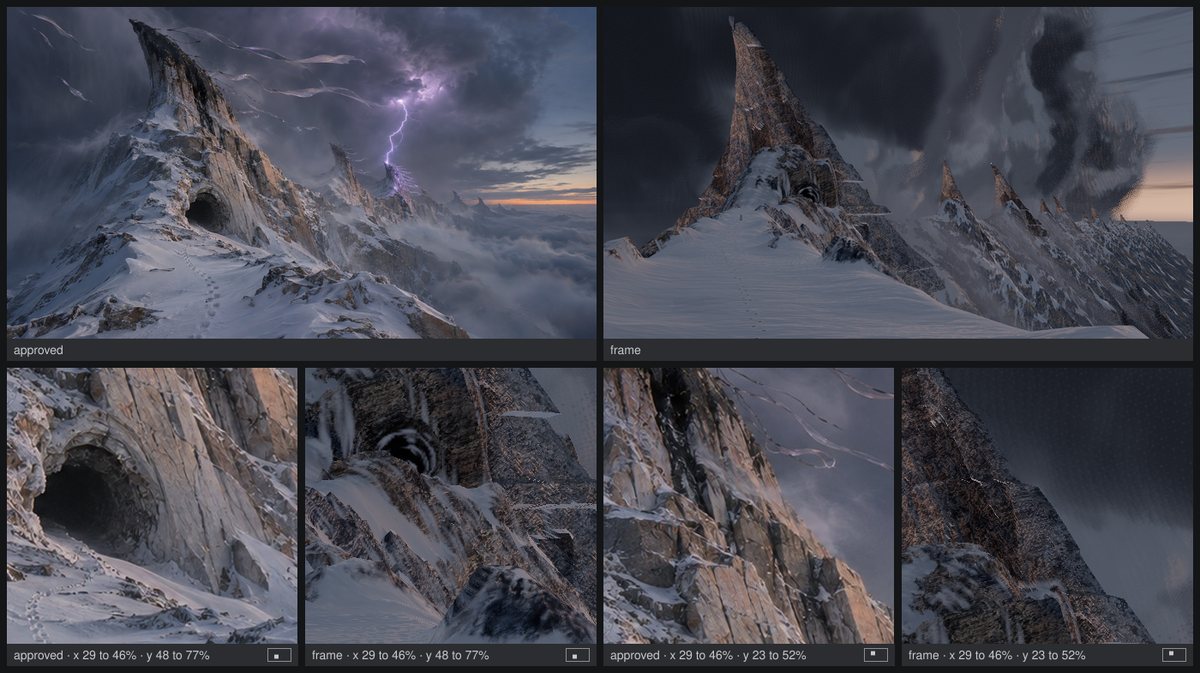 approved
frame
approved · x 29 to 46% · y 48 to 77%
frame · x 29 to 46% · y 48 to 77%
approved · x 29 to 46% · y 23 to 52%
frame · x 29 to 46% · y 23 to 52%